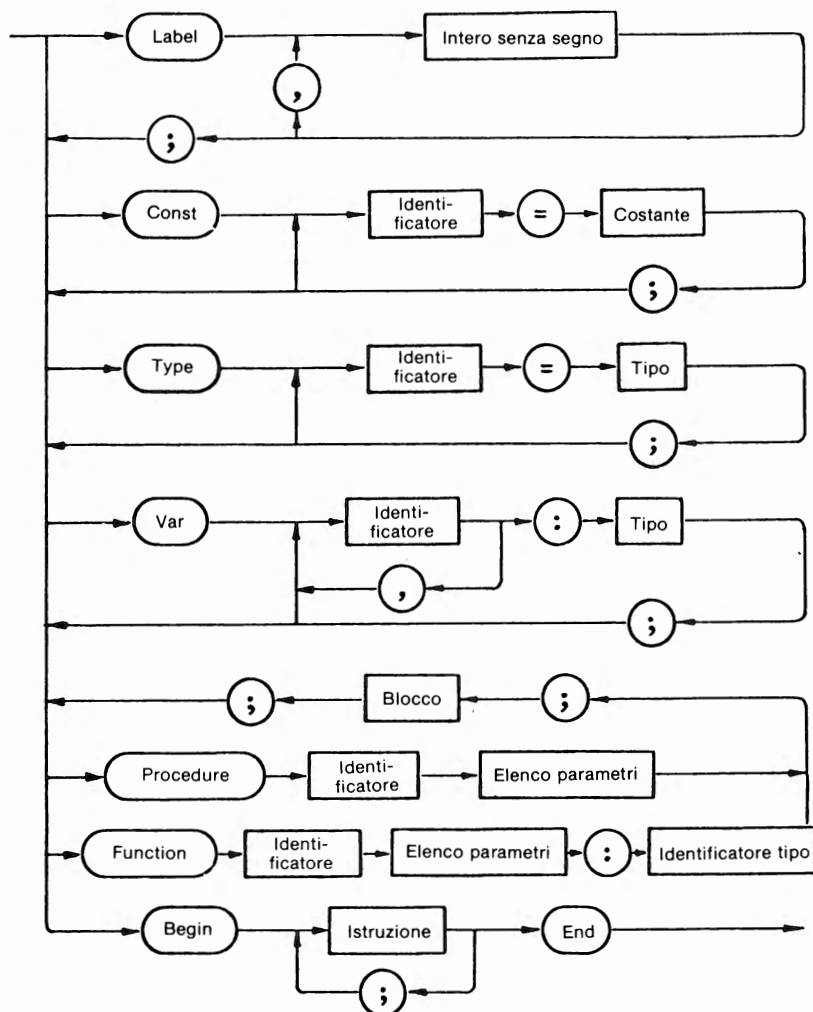 Label
Intero senza segno
,
;
Const
Identi-
ficatore
=
Costante
;
Type
Identi-
ficatore
=
Tipo
;
Var
Identi-
ficatore
:
Tipo
,
;
;
Blocco
;
Procedure
Identi-
ficatore
Elenco parametri
Function
Identi-
ficatore
Elenco parametri
:
Identificatore tipo
Begin
Istruzione
End
;